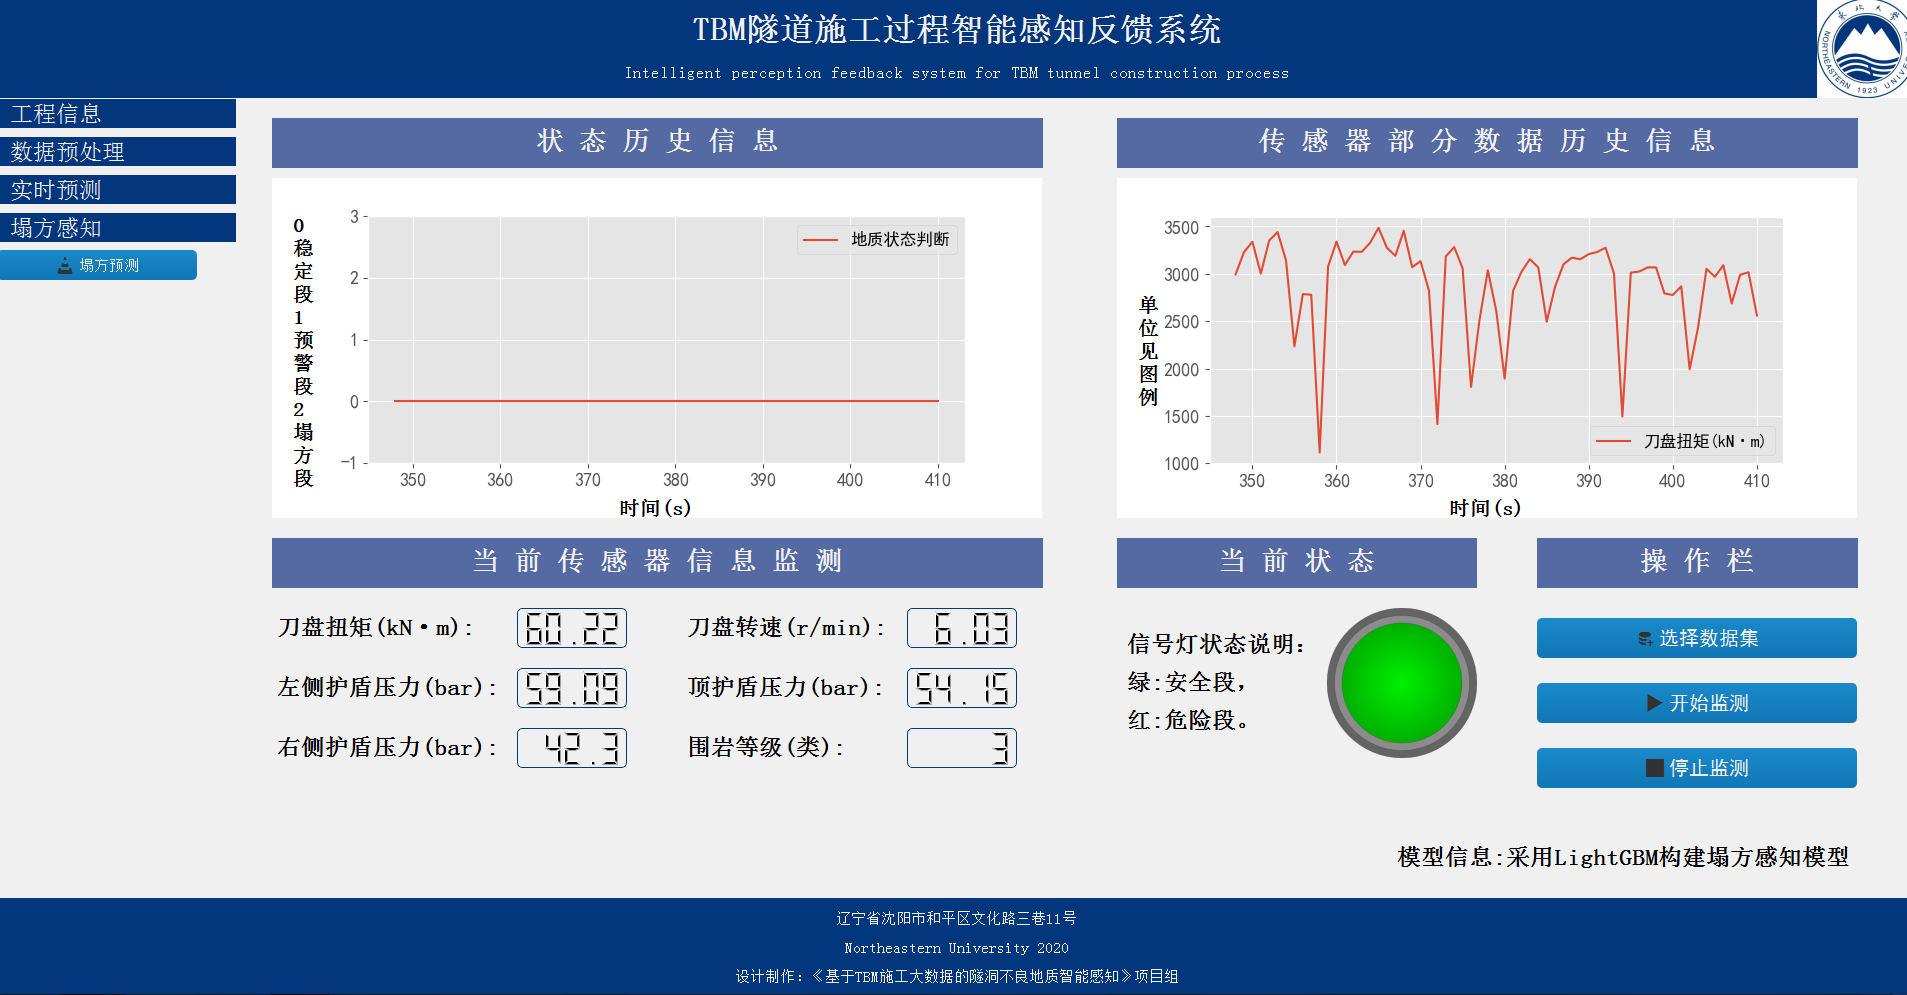 TBM隧道施工过程智能感知反馈系统
Intelligent perception feedback system for TBM tunnel construction process
东北大学
NORTHEASTERN 1923 UNIV
工程信息
数据预处理
实时预测
塌方感知
塌方预测
状态历史信息
0稳定段1预警段2塌方段
3
2
1
0
-1
地质状态判断
350 360 370 380 390 400 410
时间(s)
传感器部分数据历史信息
单位见图例
3500
3000
2500
2000
1500
1000
刀盘扭矩(kN·m)
350 360 370 380 390 400 410
时间(s)
当前传感器信息监测
刀盘扭矩(kN·m): 60.22 刀盘转速(r/min): 6.03
左侧护盾压力(bar): 59.09 顶护盾压力(bar): 54.15
右侧护盾压力(bar): 42.3 围岩等级(类): 3
当前状态
信号灯状态说明:
绿:安全段,
红:危险段。
操作栏
选择数据集
开始监测
停止监测
模型信息:采用LightGBM构建塌方感知模型
辽宁省沈阳市和平区文化路三巷11号
Northeastern University 2020
设计制作:《基于TBM施工大数据的隧洞不良地质智能感知》项目组